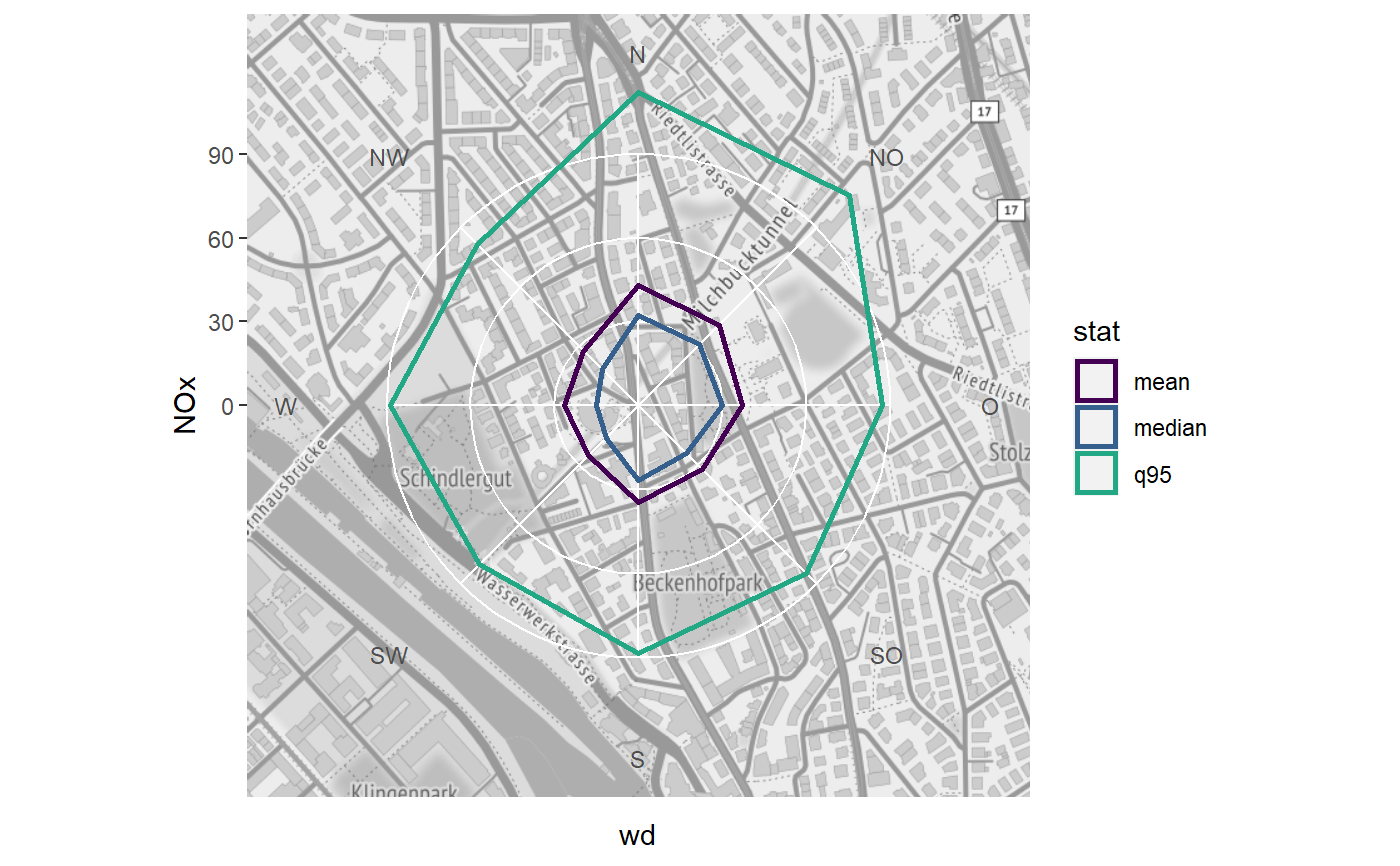 N
Riedtlistrasse
17
NW
NO
90
Milchbucktunnel
17
60
30
stat
mean
Riedtlistr
NOx
0
W
O
median
Stolz
rnhausbrücke
Schindlergut
q95
Wasserwerkstrasse
Beckenhofpark
SW
SO
S
Klingenpark
wd